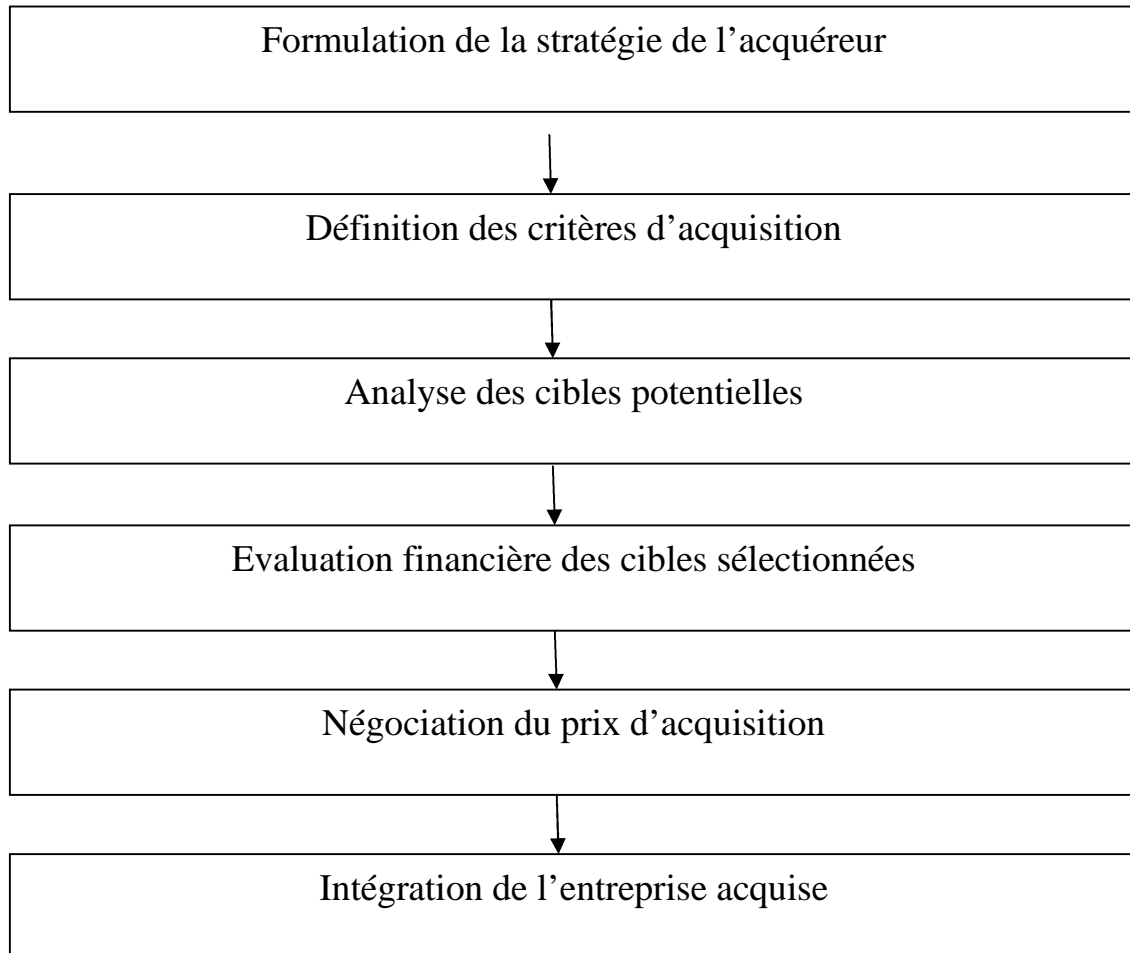 Formulation de la stratégie de l’acquéreur
Définition des critères d’acquisition
Analyse des cibles potentielles
Evaluation financière des cibles sélectionnées
Négociation du prix d’acquisition
Intégration de l’entreprise acquise